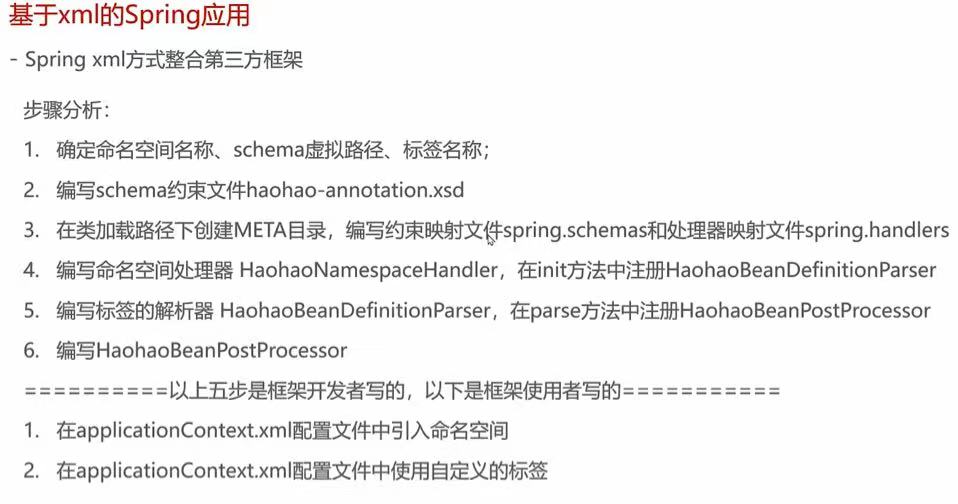 基于xml的Spring应用
- Spring xml方式整合第三方框架
步骤分析：
1. 确定命名空间名称、schema虚拟路径、标签名称；
2. 编写schema约束文件haohao-annotation.xsd
3. 在类加载路径下创建META目录，编写约束映射文件spring.schemas和处理器映射文件spring.handlers
4. 编写命名空间处理器 HaohaoNamespaceHandler，在init方法中注册HaohaoBeanDefinitionParser
5. 编写标签的解析器 HaohaoBeanDefinitionParser，在parse方法中注册HaohaoBeanPostProcessor
6. 编写HaohaoBeanPostProcessor
==========以上五步是框架开发者写的，以下是框架使用者写的===========
1. 在applicationContext.xml配置文件中引入命名空间
2. 在applicationContext.xml配置文件中使用自定义的标签